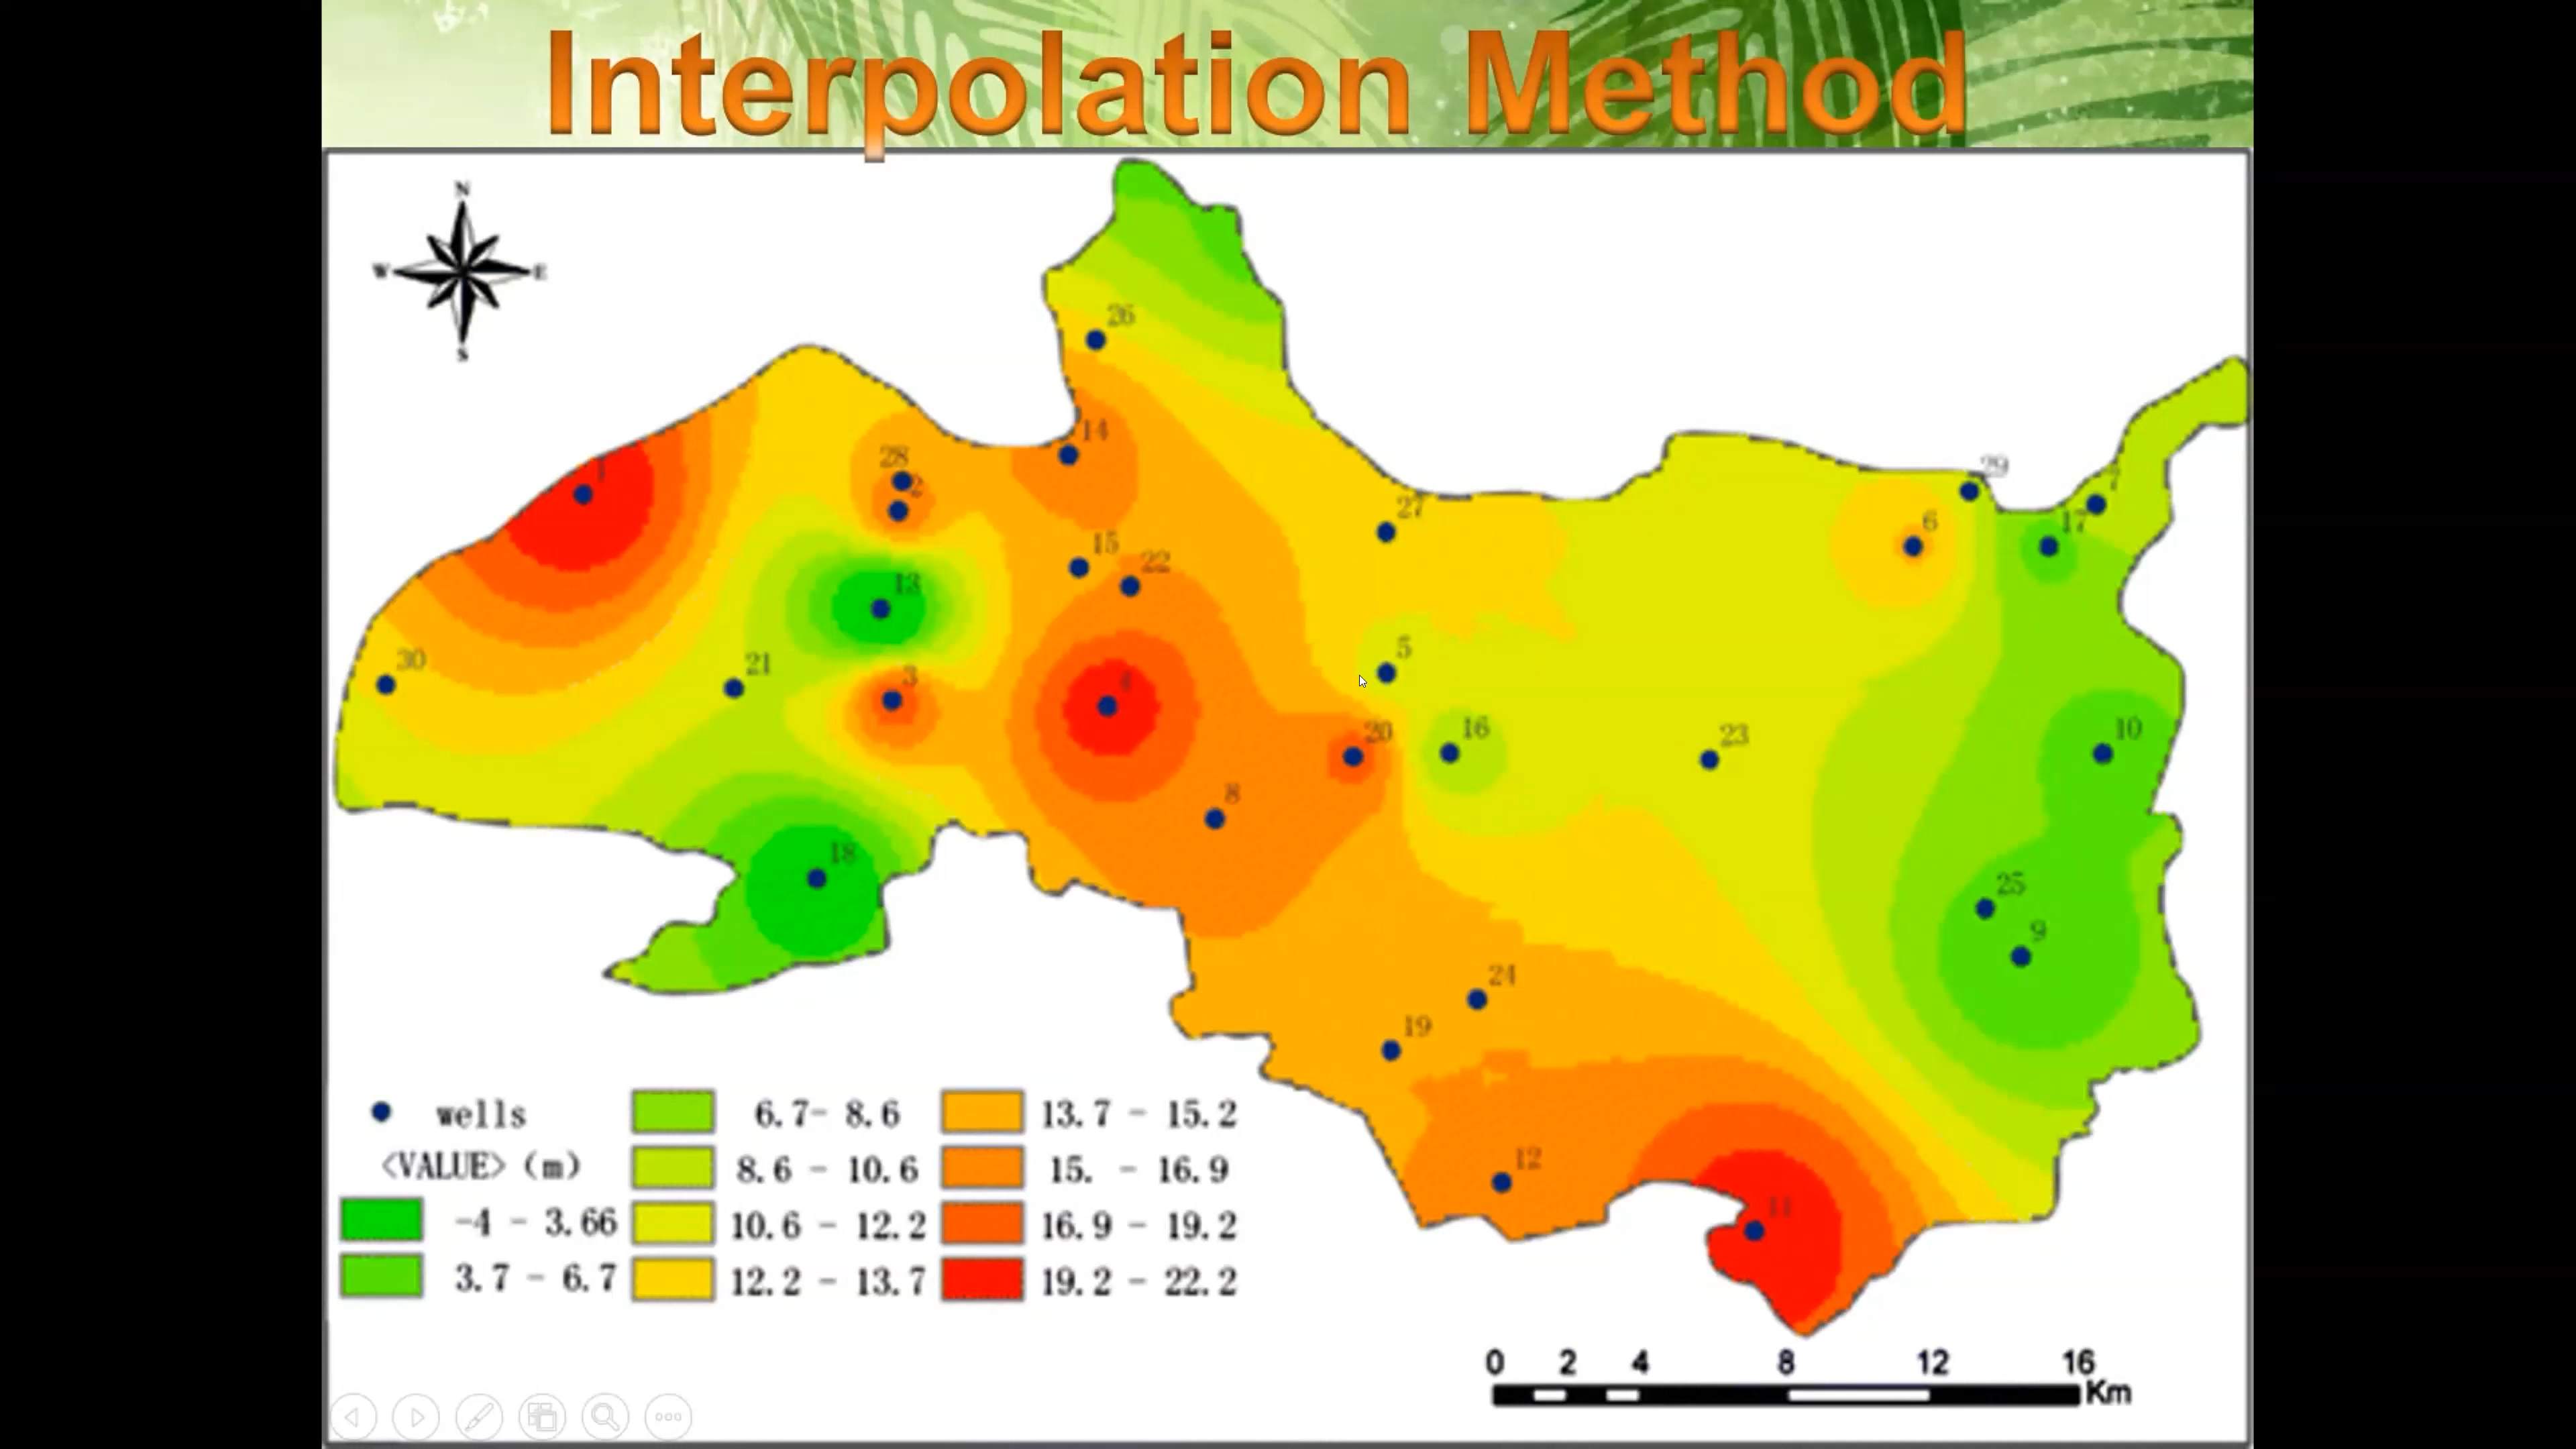 Interpolation Method
N
W E
S
26
14
1
28
2
29
7
27
6
17
15
22
13
5
30
21
3
4
10
20
16
23
8
18
25
9
24
19
12
11
wells
<VALUE> (m)
-4 - 3.66
3.7 - 6.7
6.7- 8.6
8.6 - 10.6
10.6 - 12.2
12.2 - 13.7
13.7 - 15.2
15. - 16.9
16.9 - 19.2
19.2 - 22.2
0 2 4 8 12 16
Km